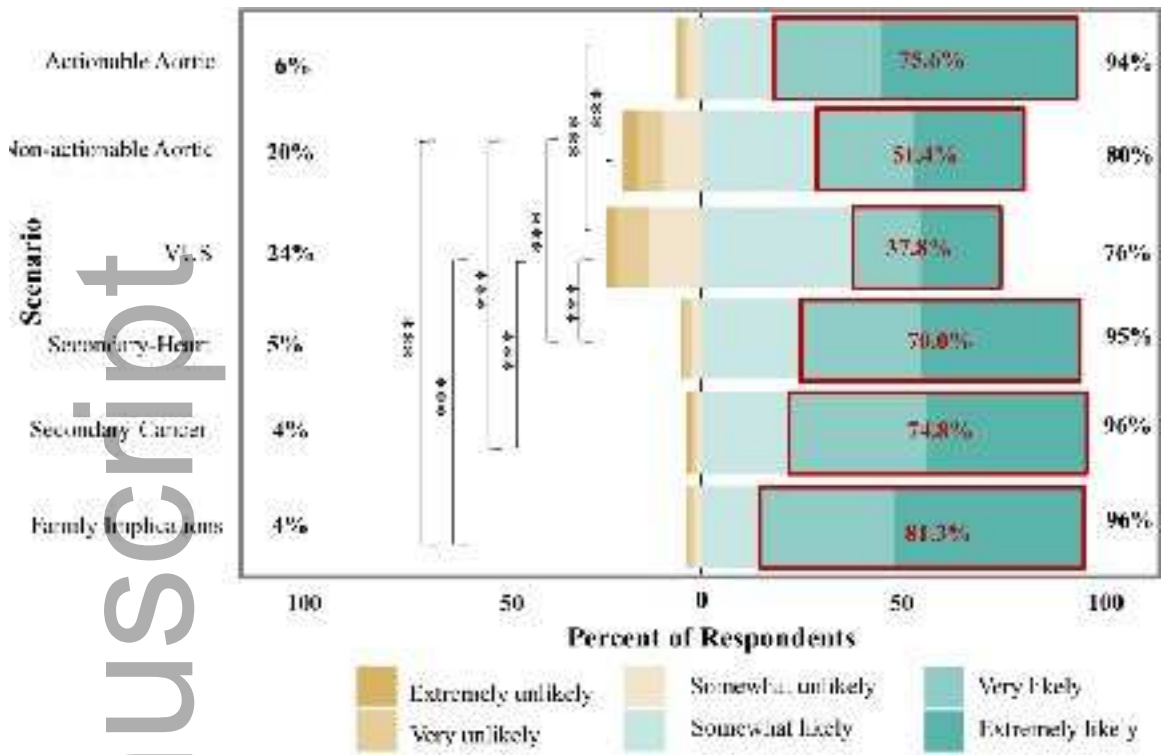 Actionable Aortic 6% 75.6% 94%
Non-actionable Aortic 20% 51.4% 80%
VUS 24% 37.8% 76%
Secondary-Heart 5% 70.0% 95%
Secondary Cancer 4% 74.8% 96%
Family Implications 4% 81.3% 96%
Scenario
***
***
***
***
***
***
***
***
100 50 0 50 100
Percent of Respondents
Extremely unlikely Somewhat unlikely Very likely
Very unlikely Somewhat likely Extremely likely
uscript